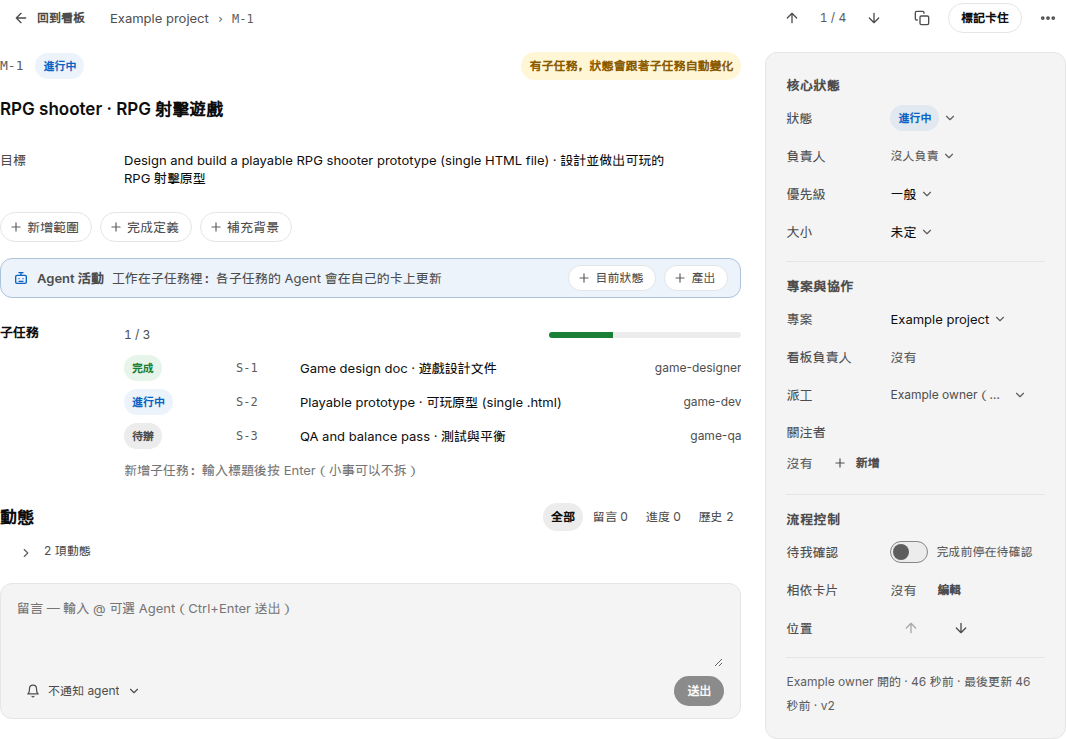 回到看板
Example project › M-1
1 / 4
標記卡住
M-1 進行中
有子任務，狀態會跟著子任務自動變化
RPG shooter · RPG 射擊遊戲
目標
Design and build a playable RPG shooter prototype (single HTML file) · 設計並做出可玩的
RPG 射擊原型
新增範圍
完成定義
補充背景
Agent 活動 工作在子任務裡：各子任務的 Agent 會在自己的卡上更新
目前狀態
產出
子任務
1 / 3
完成 S-1 Game design doc · 遊戲設計文件 game-designer
進行中 S-2 Playable prototype · 可玩原型 (single .html) game-dev
待辦 S-3 QA and balance pass · 測試與平衡 game-qa
新增子任務：輸入標題後按 Enter（小事可以不拆）
動態
全部 留言 0 進度 0 歷史 2
2 項動態
留言 — 輸入 @ 可選 Agent（Ctrl+Enter 送出）
不通知 agent
送出
核心狀態
狀態 進行中
負責人 沒人負責
優先級 一般
大小 未定
專案與協作
專案 Example project
看板負責人 沒有
派工 Example owner（...
關注者
沒有 新增
流程控制
待我確認 完成前停在待確認
相依卡片 沒有 編輯
位置
Example owner 開的 · 46 秒前 · 最後更新 46
秒前 · v2